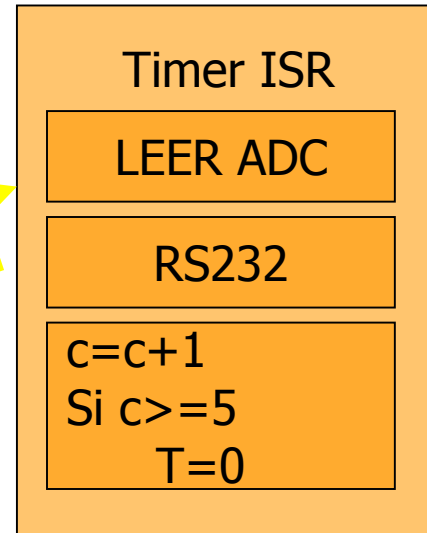 Timer ISR
LEER ADC
RS232
c=c+1
Si c>=5
T=0